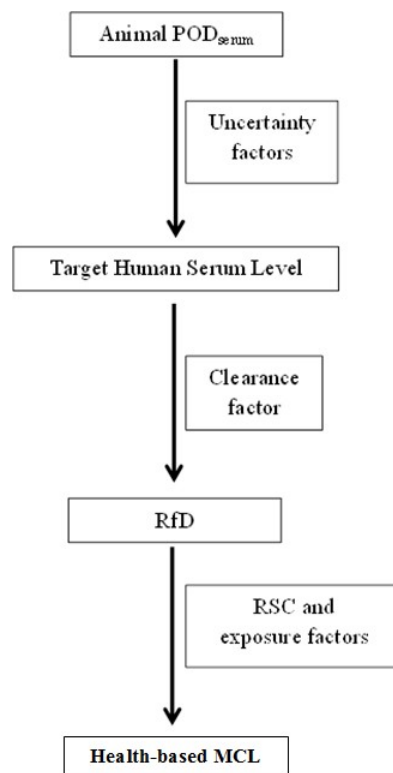 Animal PODserum
Uncertainty
factors
Target Human Serum Level
Clearance
factor
RfD
RSC and
exposure factors
Health-based MCL